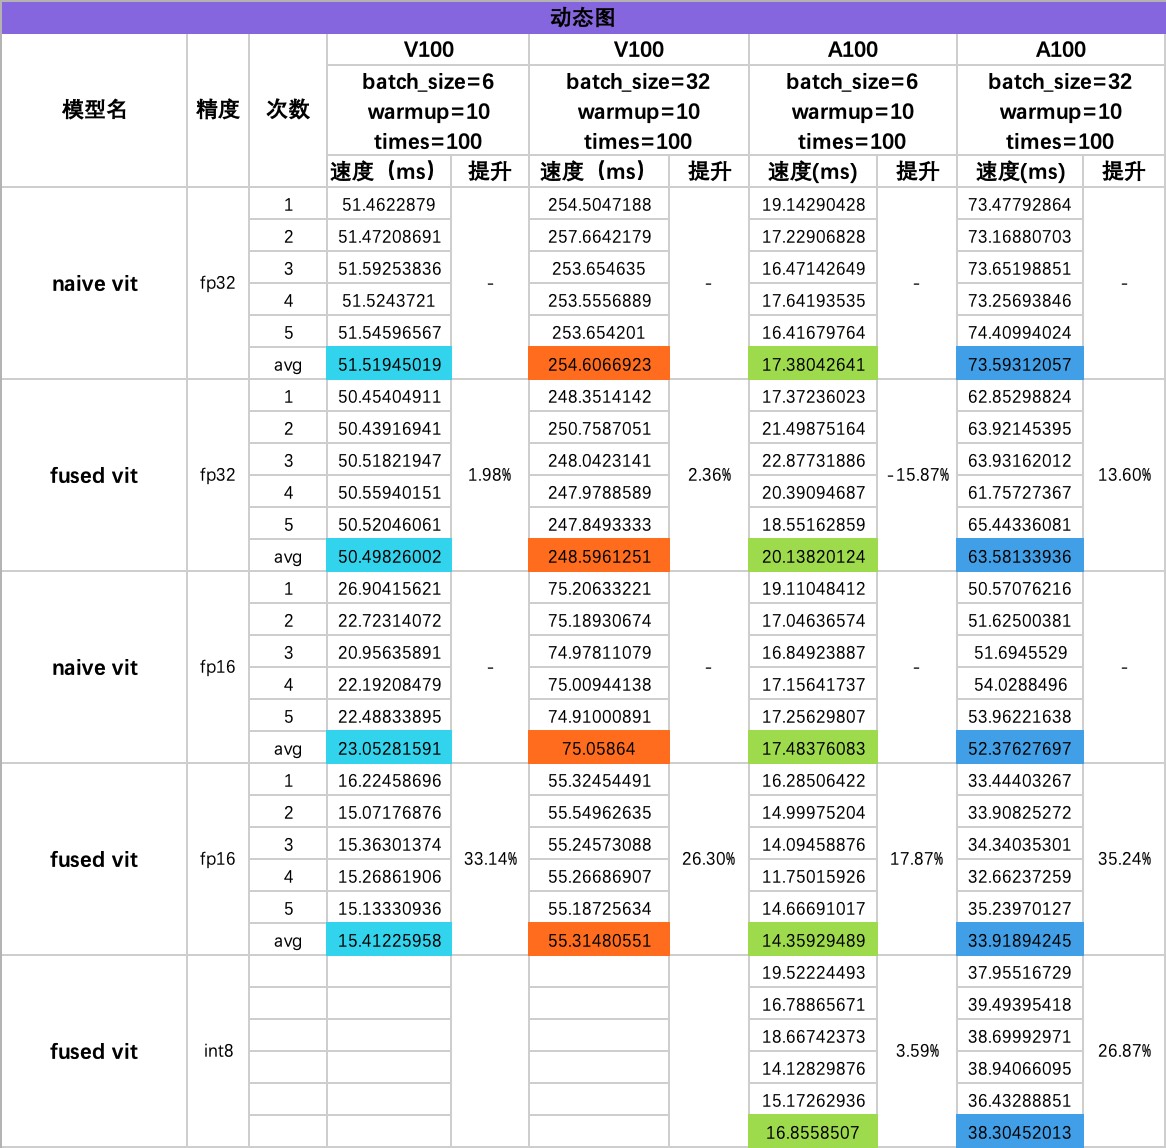 动态图
模型名 精度 次数 V100 V100 A100 A100
batch_size=6 batch_size=32 batch_size=6 batch_size=32
warmup=10 warmup=10 warmup=10 warmup=10
times=100 times=100 times=100 times=100
速度（ms） 提升 速度（ms） 提升 速度(ms) 提升 速度(ms) 提升
naive vit fp32 - - - -
1 51.4622879 254.5047188 19.14290428 73.47792864
2 51.47208691 257.6642179 17.22906828 73.16880703
3 51.59253836 253.654635 16.47142649 73.65198851
4 51.5243721 253.5556889 17.64193535 73.25693846
5 51.54596567 253.654201 16.41679764 74.40994024
avg 51.51945019 254.6066923 17.38042641 73.59312057
fused vit fp32 1.98% 2.36% -15.87% 13.60%
1 50.45404911 248.3514142 17.37236023 62.85298824
2 50.43916941 250.7587051 21.49875164 63.92145395
3 50.51821947 248.0423141 22.87731886 63.93162012
4 50.55940151 247.9788589 20.39094687 61.75727367
5 50.52046061 247.8493333 18.55162859 65.44336081
avg 50.49826002 248.5961251 20.13820124 63.58133936
naive vit fp16 - - - -
1 26.90415621 75.20633221 19.11048412 50.57076216
2 22.72314072 75.18930674 17.04636574 51.62500381
3 20.95635891 74.97811079 16.84923887 51.6945529
4 22.19208479 75.00944138 17.15641737 54.0288496
5 22.48833895 74.91000891 17.25629807 53.96221638
avg 23.05281591 75.05864 17.48376083 52.37627697
fused vit fp16 33.14% 26.30% 17.87% 35.24%
1 16.22458696 55.32454491 16.28506422 33.44403267
2 15.07176876 55.54962635 14.99975204 33.90825272
3 15.36301374 55.24573088 14.09458876 34.34035301
4 15.26861906 55.26686907 11.75015926 32.66237259
5 15.13330936 55.18725634 14.66691017 35.23970127
avg 15.41225958 55.31480551 14.35929489 33.91894245
fused vit int8 3.59% 26.87%
19.52224493 37.95516729
16.78865671 39.49395418
18.66742373 38.69992971
14.12829876 38.94066095
15.17262936 36.43288851
16.8558507 38.30452013